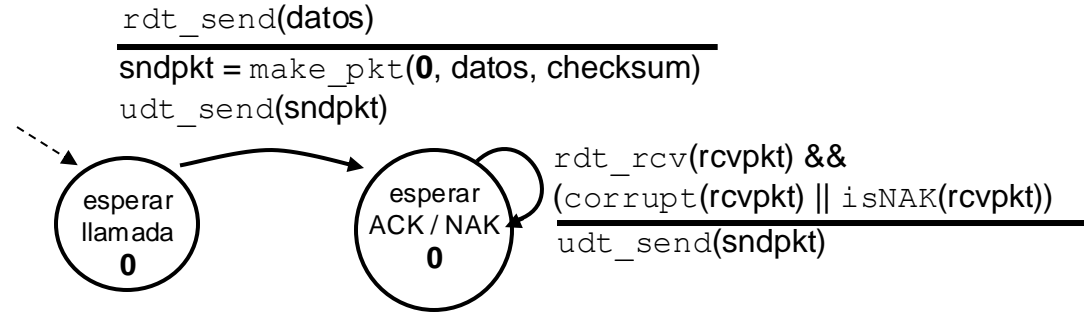 rdt_send(datos)
sndpkt = make_pkt(0, datos, checksum)
udt_send(sndpkt)
esperar
llamada
0
esperar
ACK / NAK
0
rdt_rcv(rcvpkt) &&
(corrupt(rcvpkt) || isNAK(rcvpkt))
udt_send(sndpkt)